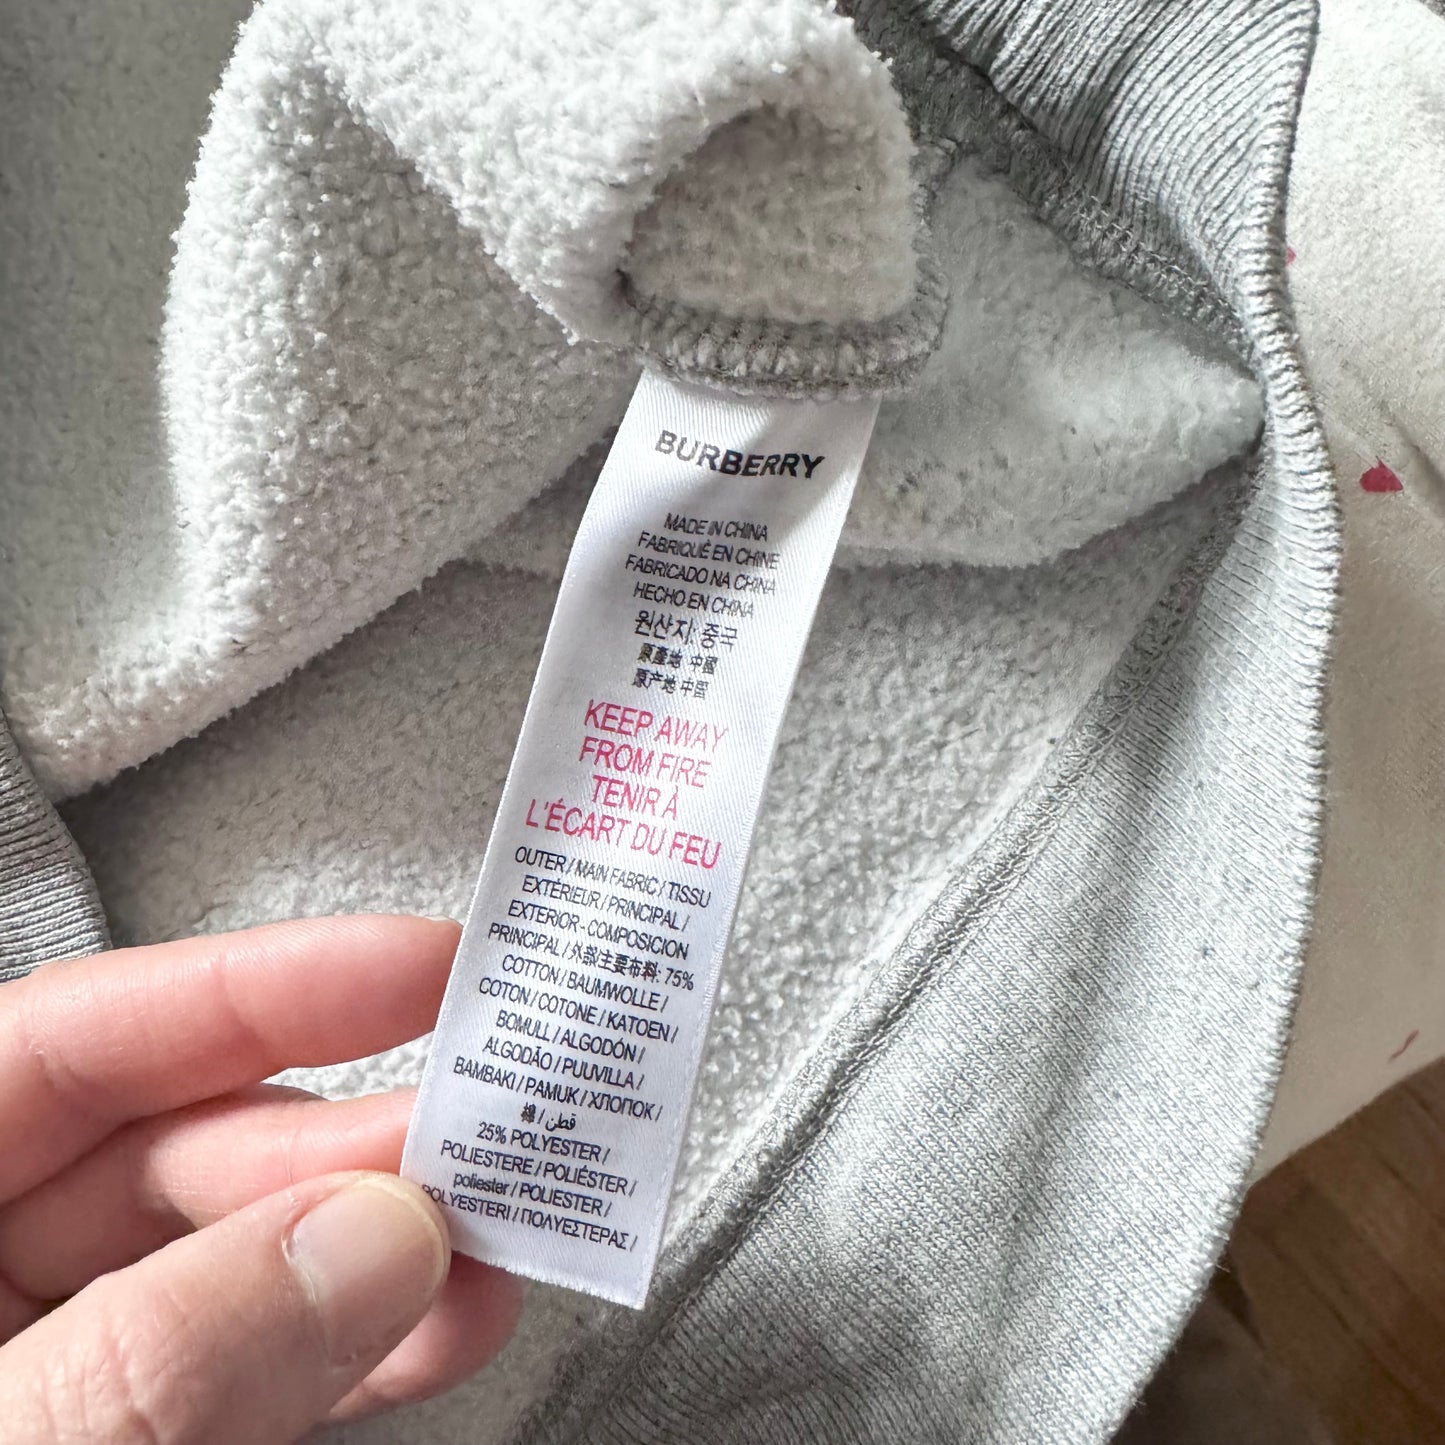 BURBERRY
MADE IN CHINA
FABRIQUÉ EN CHINE
FABRICADO NA CHINA
HECHO EN CHINA
원산지: 중국
原產地 中國
原产地 中国
KEEP AWAY
FROM FIRE
TENIR À
L'ÉCART DU FEU
OUTER / MAIN FABRIC / TISSU
EXTÉRIEUR / PRINCIPAL /
EXTERIOR - COMPOSICION
PRINCIPAL / 外部主要布料: 75%
COTTON / BAUMWOLLE /
COTON / COTONE / KATOEN /
BOMULL / ALGODÓN /
ALGODÃO / PUUVILLA /
BAMBAKI / PAMUK / ХЛОПОК /
棉 / قطن /
25% POLYESTER /
POLIESTERE / POLIÉSTER /
poliester / POLIESTER /
POLYESTERI / ΠΟΛΥΕΣΤΕΡΑΣ /